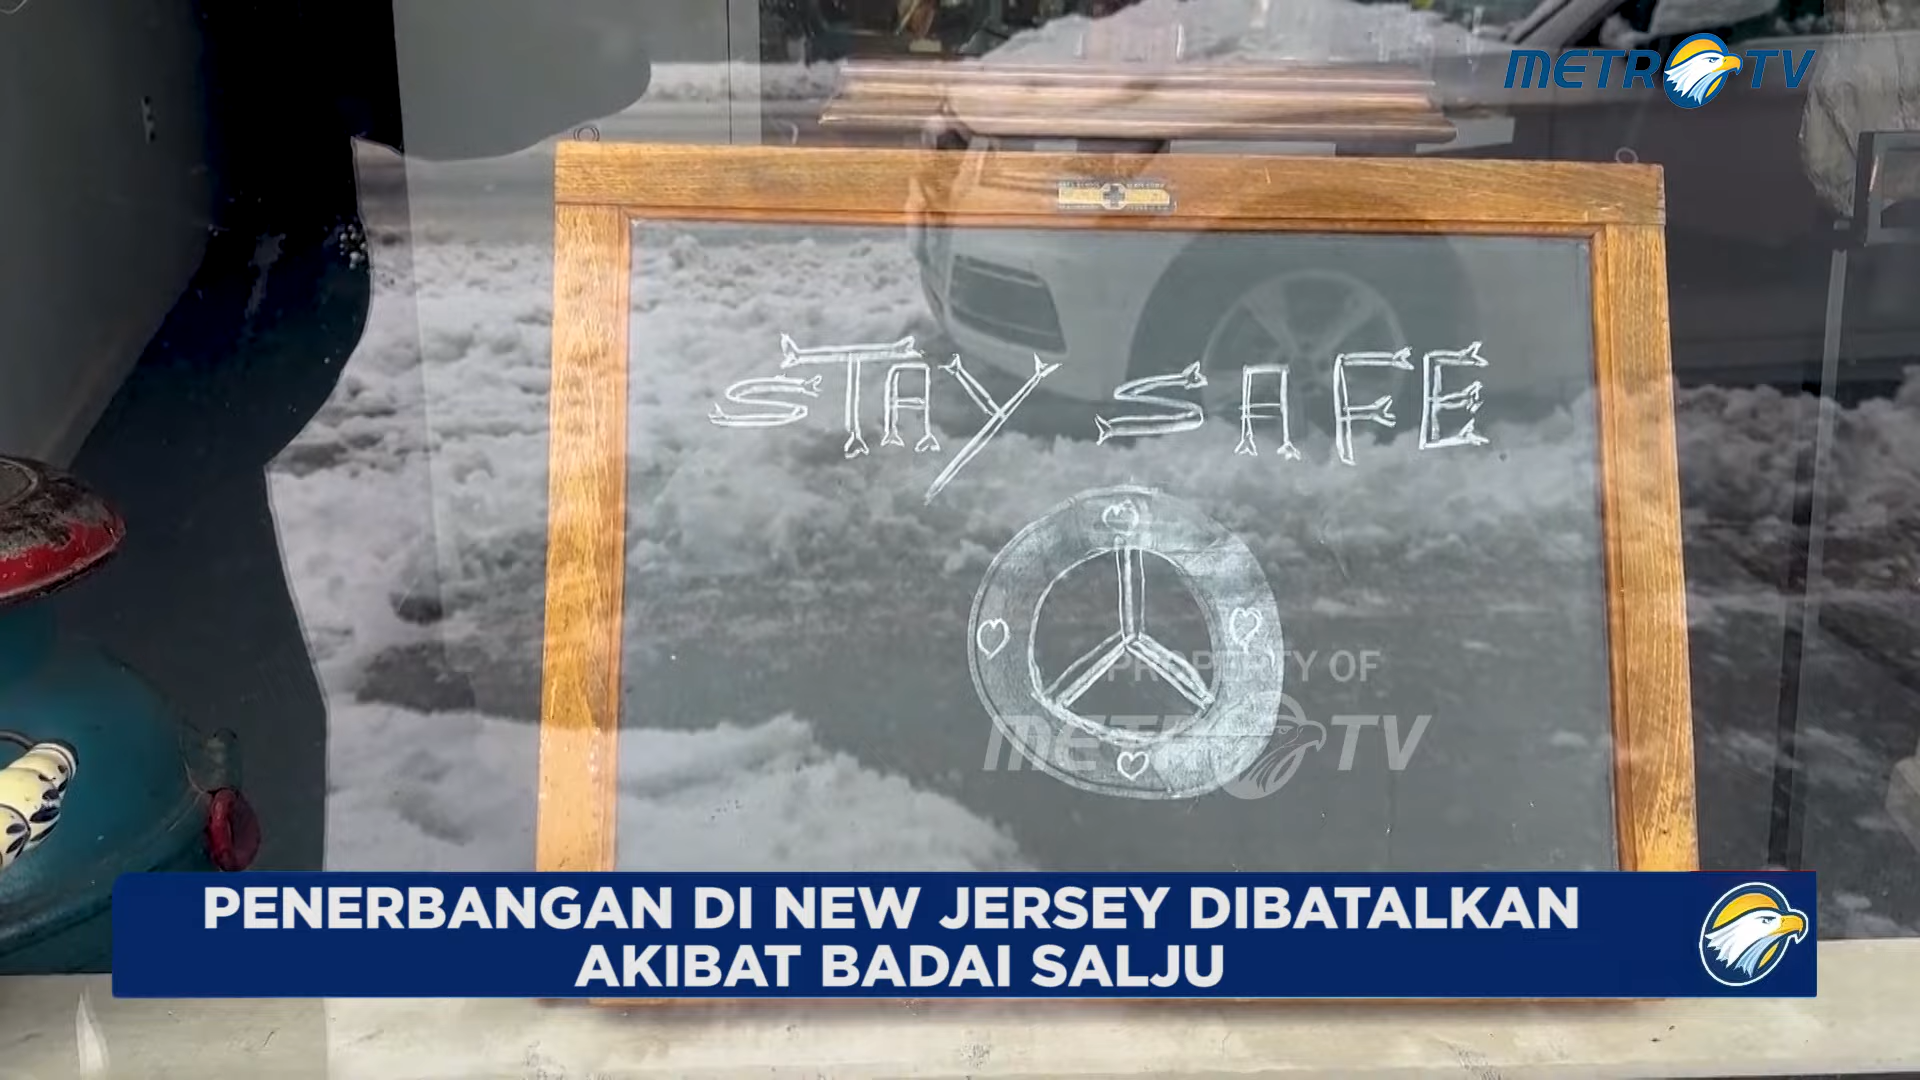 METRO TV
STAY SAFE
PROPERTY OF
METRO TV
PENERBANGAN DI NEW JERSEY DIBATALKAN
AKIBAT BADAI SALJU